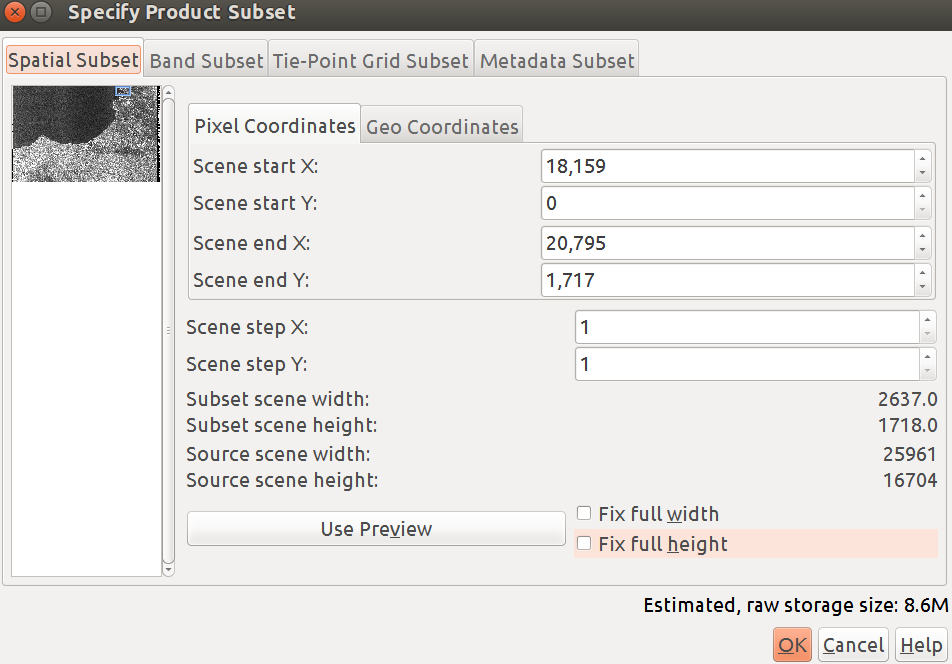 Specify Product Subset
Spatial Subset Band Subset Tie-Point Grid Subset Metadata Subset
Pixel Coordinates Geo Coordinates
Scene start X: 18,159
Scene start Y: 0
Scene end X: 20,795
Scene end Y: 1,717
Scene step X: 1
Scene step Y: 1
Subset scene width: 2637.0
Subset scene height: 1718.0
Source scene width: 25961
Source scene height: 16704
Use Preview
Fix full width
Fix full height
Estimated, raw storage size: 8.6M
OK Cancel Help